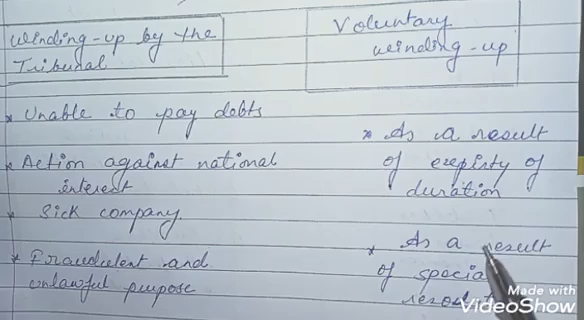 Winding-up by the
Tribunal
* Unable to pay debts
* Action against national
interest
* Sick company.
* Fraudulent and
unlawful purpose
Voluntary
winding-up
* As a result
of expirty of
duration
* As a result
of special
Made with
VideoShow